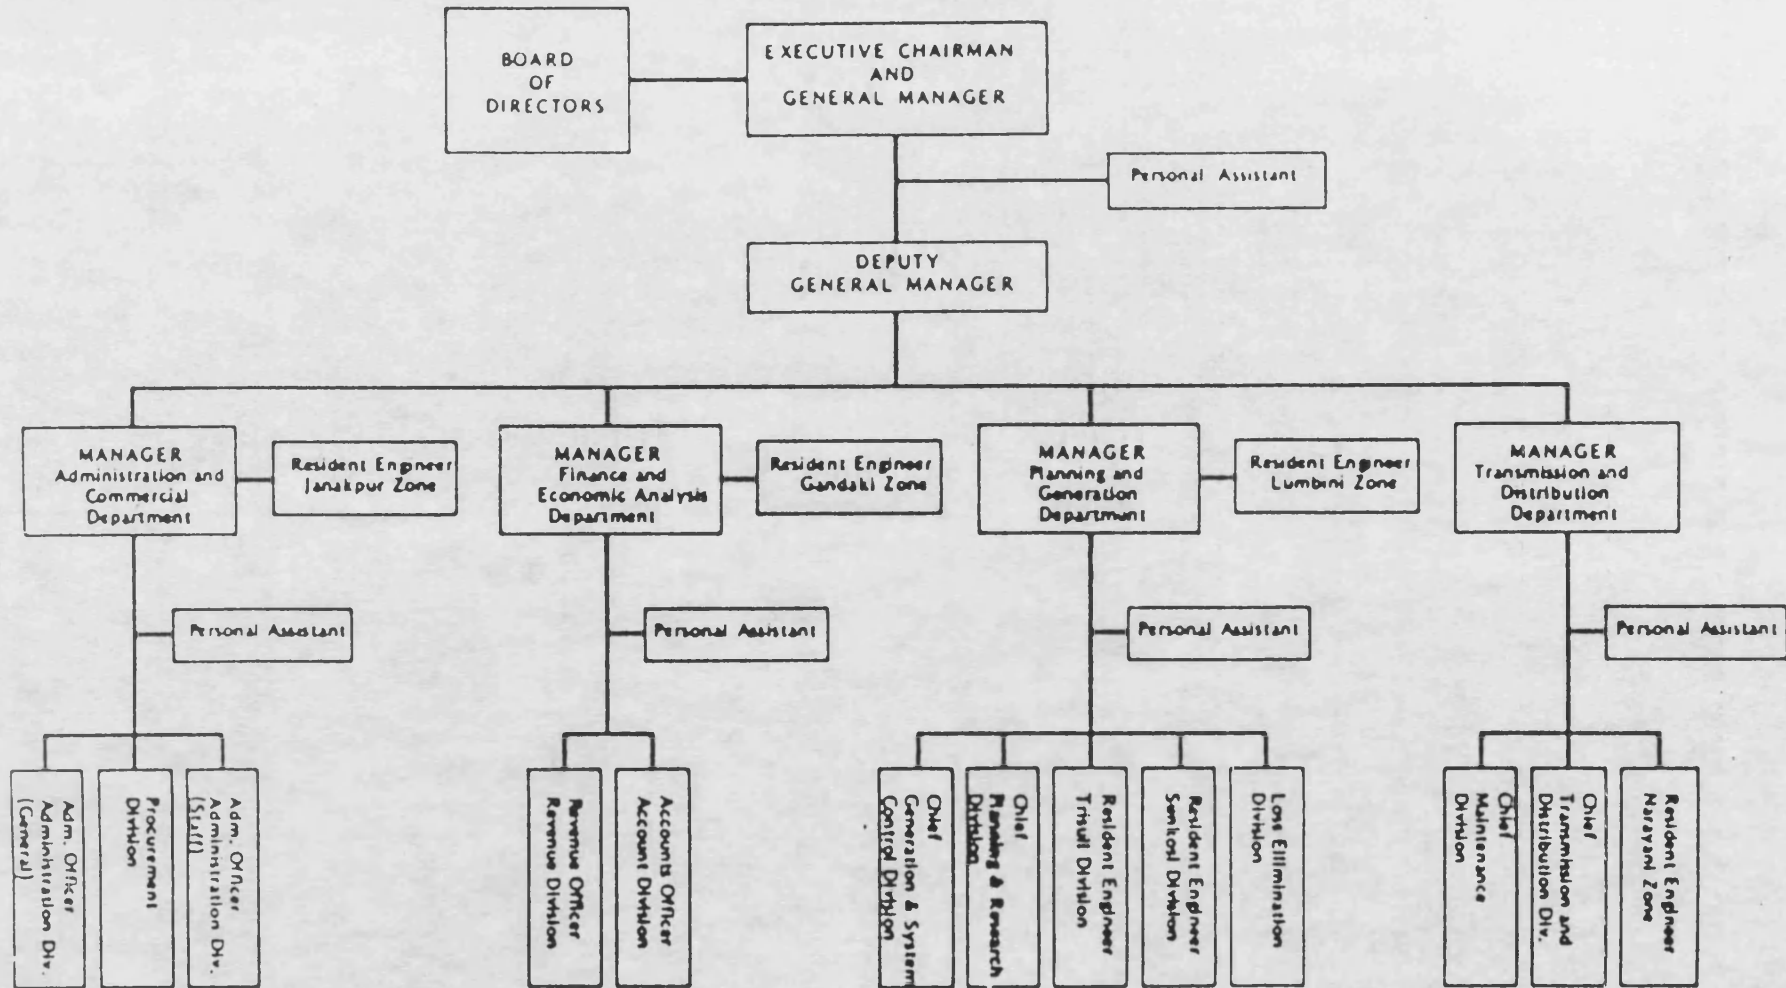 BOARD
OF
DIRECTORS
EXECUTIVE CHAIRMAN
AND
GENERAL MANAGER
Personal Assistant
DEPUTY
GENERAL MANAGER
MANAGER
Administration and
Commercial
Department
Resident Engineer
Janakpur Zone
MANAGER
Finance and
Economic Analysis
Department
Resident Engineer
Gandaki Zone
MANAGER
Planning and
Generation
Department
Resident Engineer
Lumbini Zone
MANAGER
Transmission and
Distribution
Department
Personal Assistant
Personal Assistant
Personal Assistant
Personal Assistant
Adm. Officer
Administration Div.
(General)
Procurement
Division
Adm. Officer
Administration Div.
(Staff)
Revenue Officer
Revenue Division
Accounts Officer
Account Division
Chief
Generation & System
Control Division
Chief
Planning & Research
Division
Resident Engineer
Trisuli Division
Resident Engineer
Sunkosi Division
Loss Ellimination
Division
Chief
Maintenance
Division
Chief
Transmission and
Distribution Div.
Resident Engineer
Narayani Zone